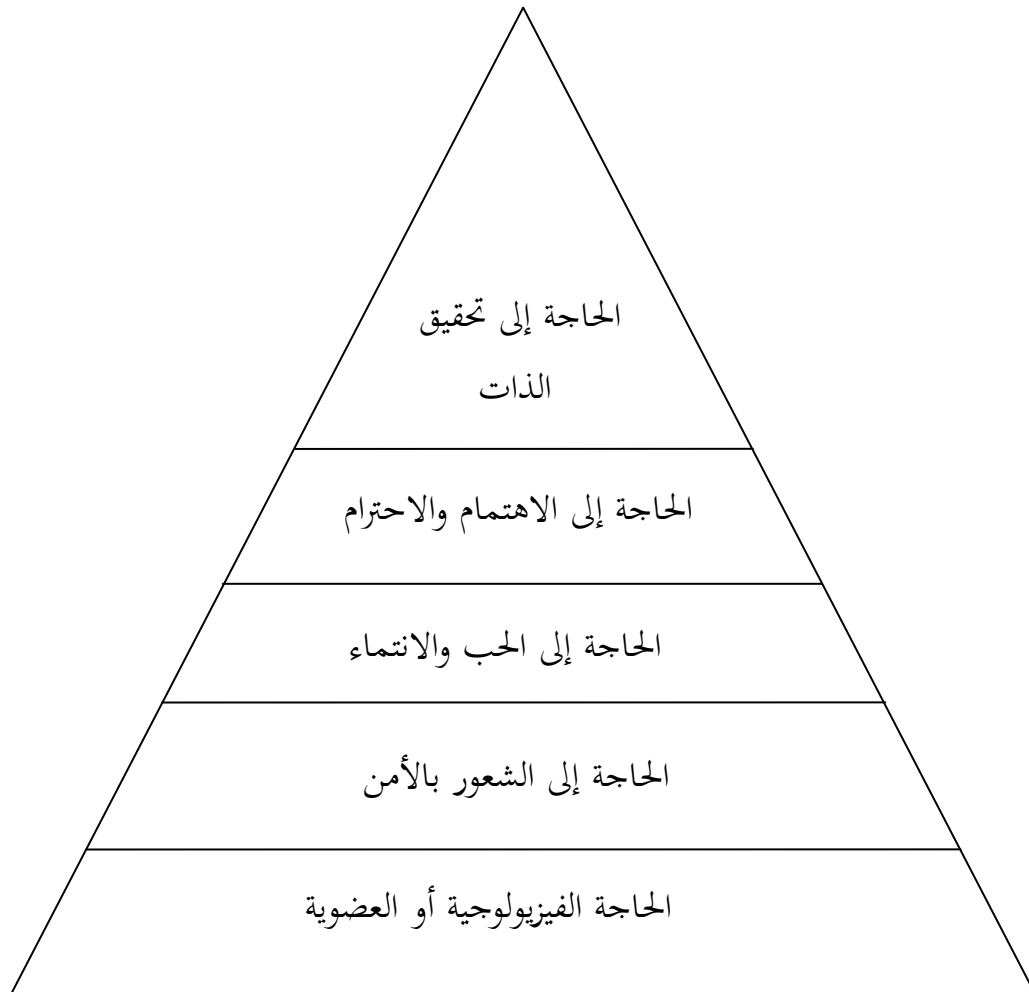 الحاجة إلى تحقيق
الذات
الحاجة إلى الاهتمام والاحترام
الحاجة إلى الحب والانتماء
الحاجة إلى الشعور بالأمن
الحاجة الفيزيولوجية أو العضوية